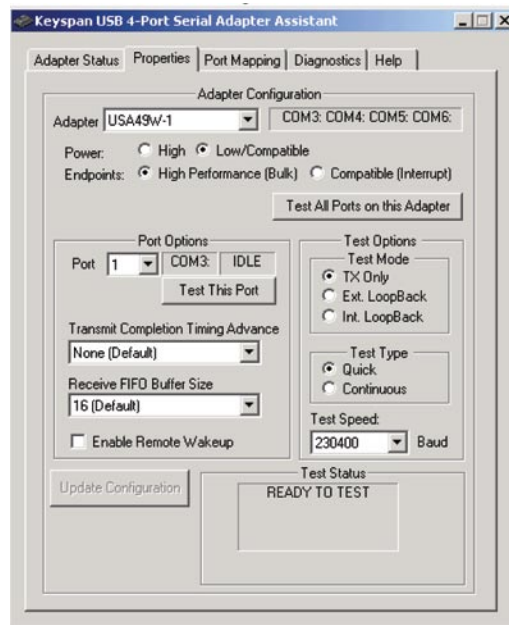 Keyspan USB 4-Port Serial Adapter Assistant
Adapter Status Properties Port Mapping Diagnostics Help
Adapter Configuration
Adapter USA49W-1 COM3: COM4: COM5: COM6:
Power: High Low/Compatible
Endpoints: High Performance (Bulk) Compatible (Interrupt)
Test All Ports on this Adapter
Port Options
Port 1 COM3: IDLE
Test This Port
Transmit Completion Timing Advance
None (Default)
Receive FIFO Buffer Size
16 (Default)
Enable Remote Wakeup
Test Options
Test Mode
TX Only
Ext. LoopBack
Int. LoopBack
Test Type
Quick
Continuous
Test Speed:
230400 Baud
Update Configuration
Test Status
READY TO TEST